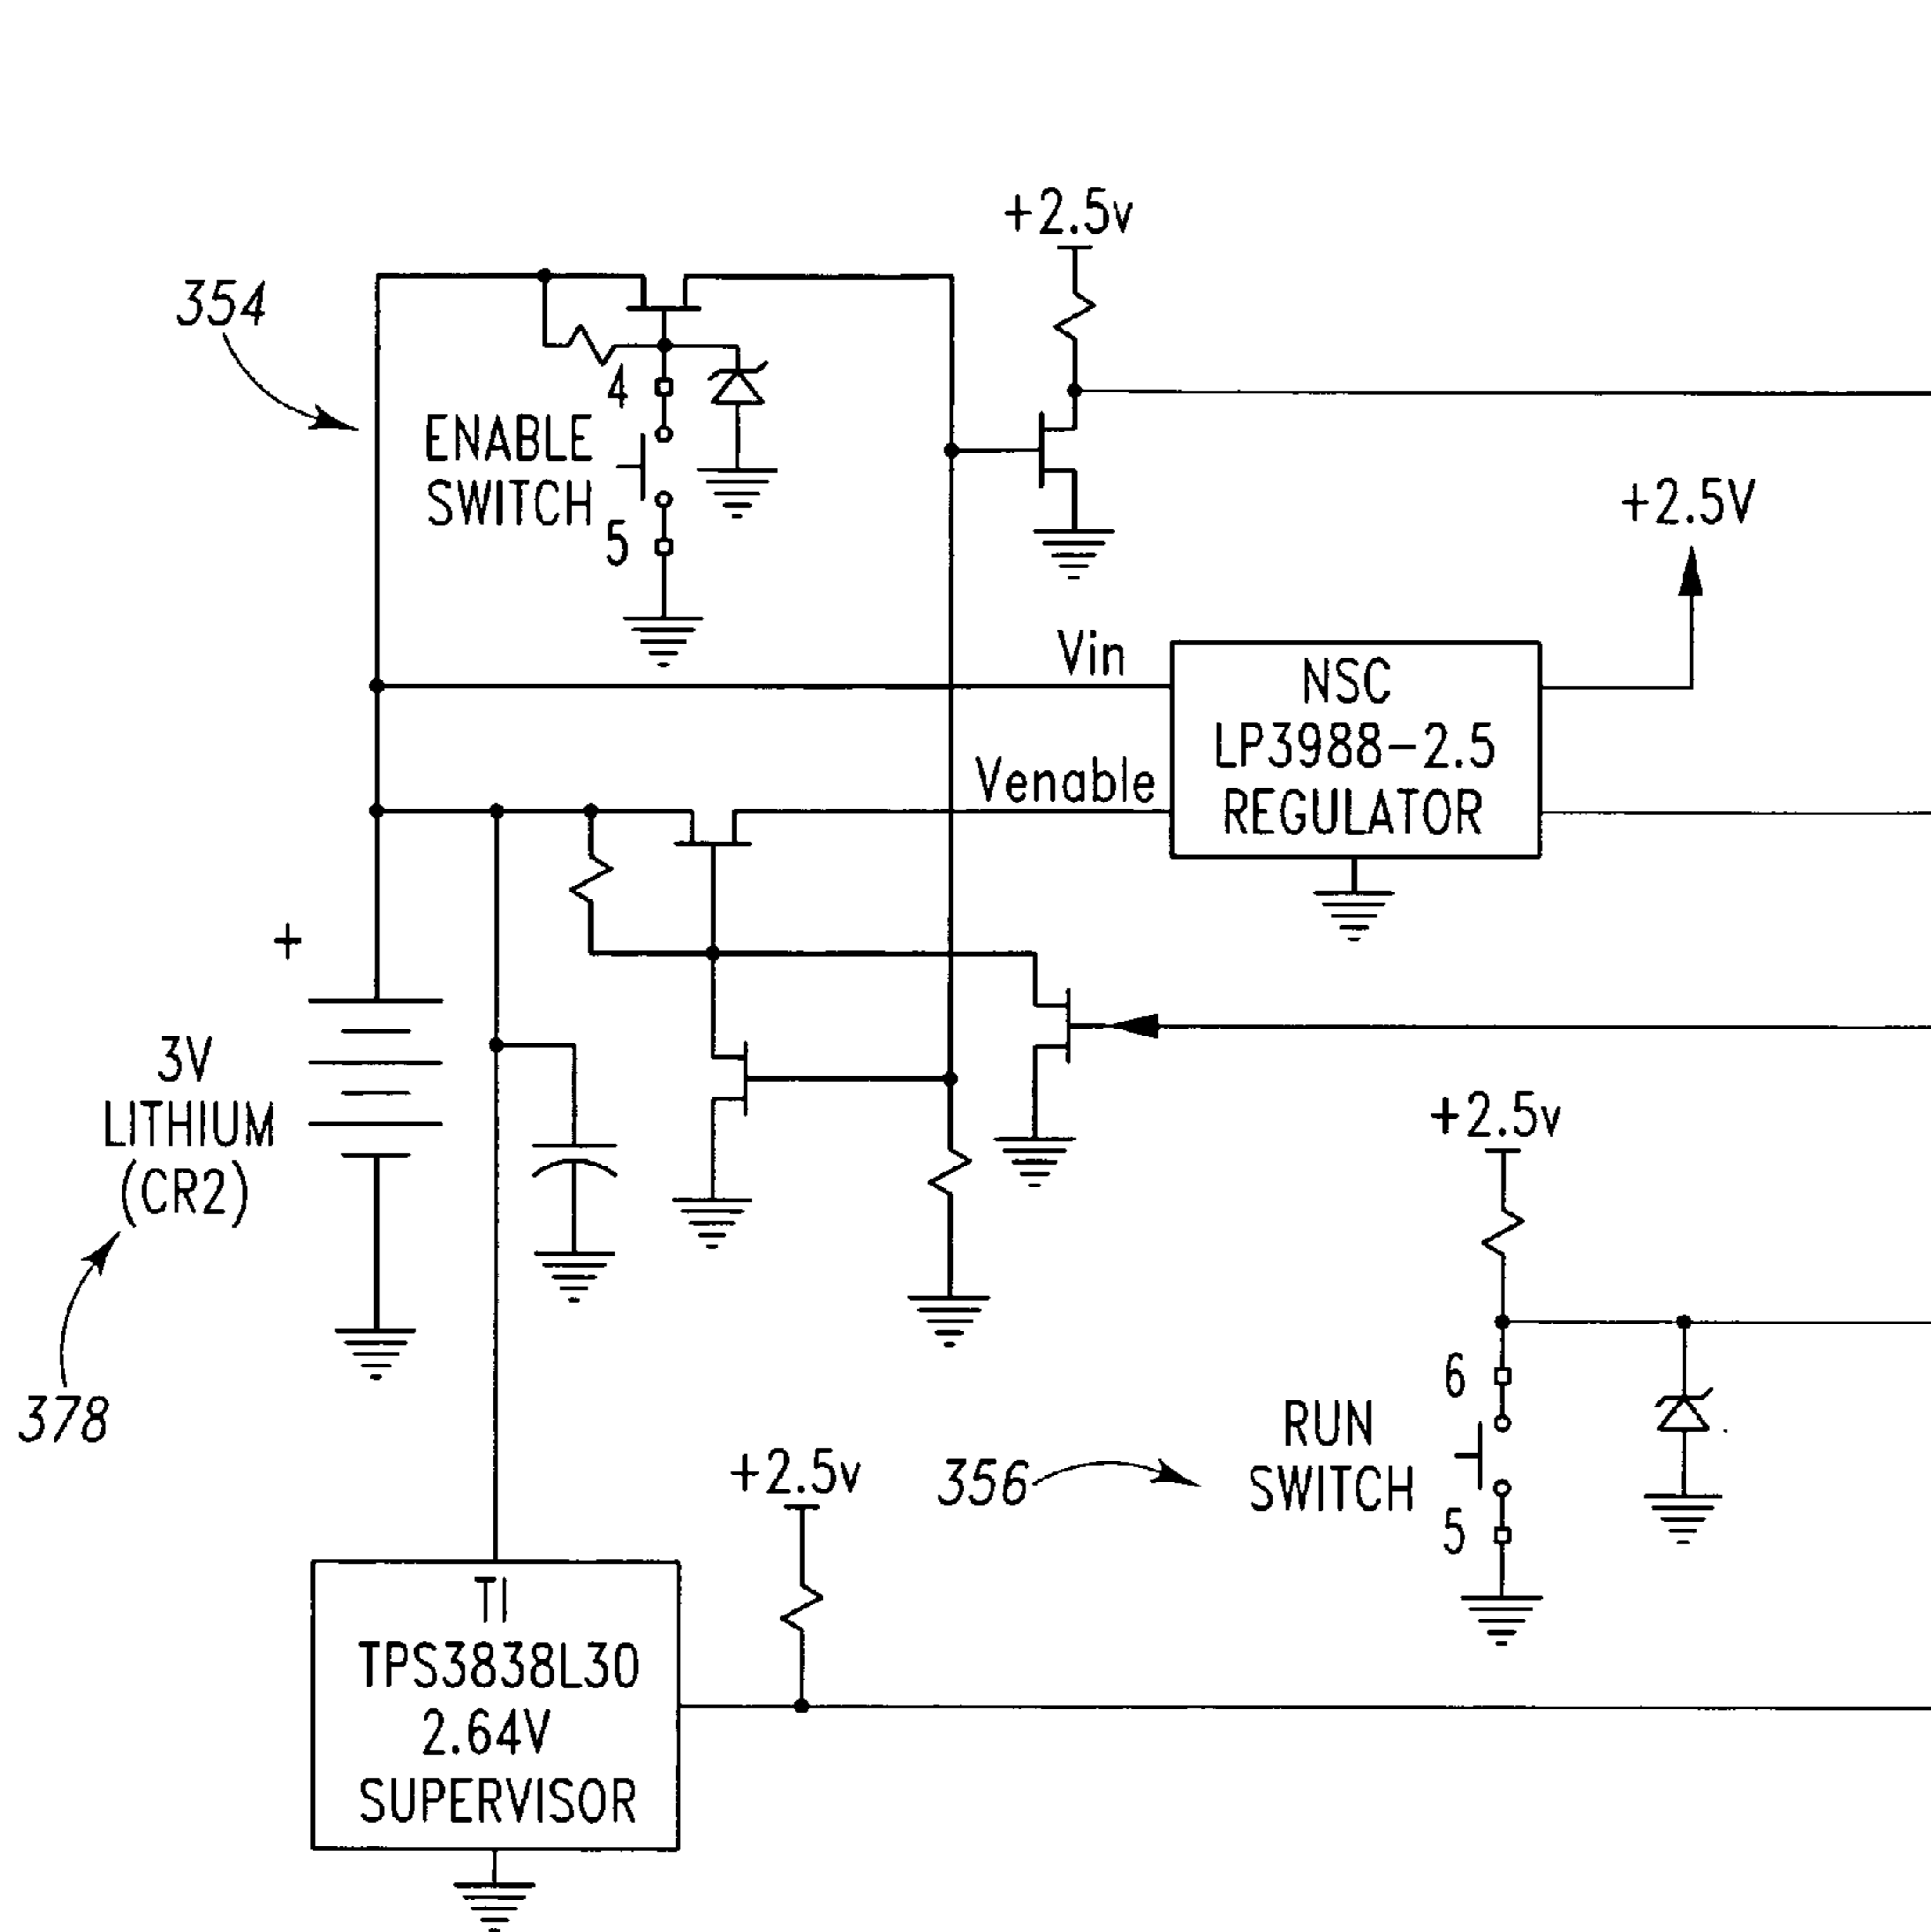 +2.5v
354
4
ENABLE
SWITCH
5
+2.5V
Vin
NSC
LP3988-2.5
REGULATOR
Venable
+
3V
LITHIUM
(CR2)
378
+2.5v
6
RUN
SWITCH
5
356
+2.5v
TI
TPS3838L30
2.64V
SUPERVISOR